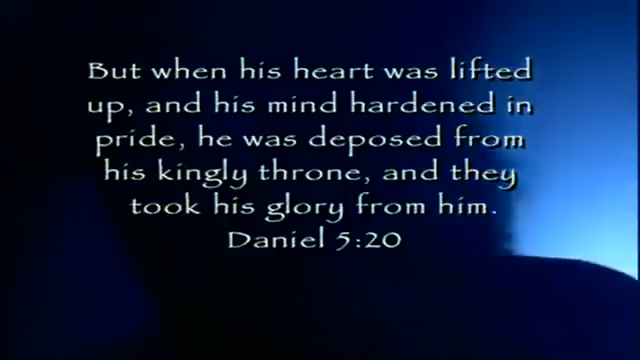 But when his heart was lifted
up, and his mind hardened in
pride, he was deposed from
his kingly throne, and they
took his glory from him.
Daniel 5:20